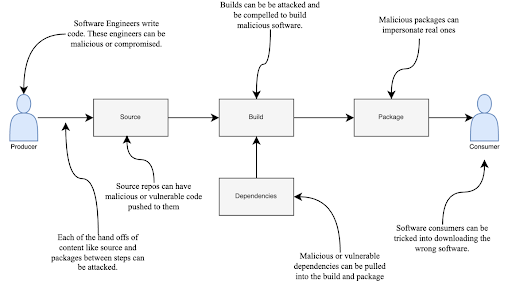 Software Engineers write
code. These engineers can be
malicious or compromised.
Builds can be be attacked and
be compelled to build
malicious software.
Malicious packages can
impersonate real ones
Producer
Source
Build
Package
Consumer
Source repos can have
malicious or vulnerable code
pushed to them
Dependencies
Each of the hand offs of
content like source and
packages between steps can
be attacked.
Malicious or vulnerable
dependencies can be pulled
into the build and package
Software consumers can be
tricked into downloading the
wrong software.